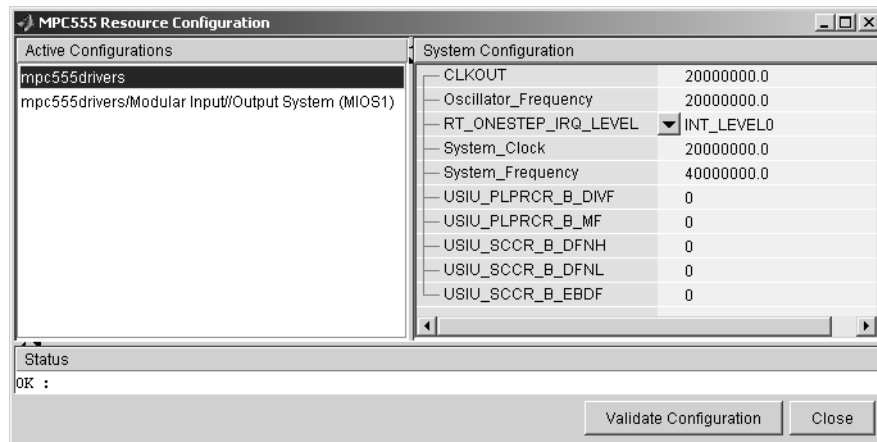 MPC555 Resource Configuration
Active Configurations
mpc555drivers
mpc555drivers/Modular Input//Output System (MIOS1)
System Configuration
CLKOUT 20000000.0
Oscillator_Frequency 20000000.0
RT_ONESTEP_IRQ_LEVEL INT_LEVEL0
System_Clock 20000000.0
System_Frequency 40000000.0
USIU_PLPRCR_B_DIVF 0
USIU_PLPRCR_B_MF 0
USIU_SCCR_B_DFNH 0
USIU_SCCR_B_DFNL 0
USIU_SCCR_B_EBDF 0
Status
OK :
Validate Configuration Close